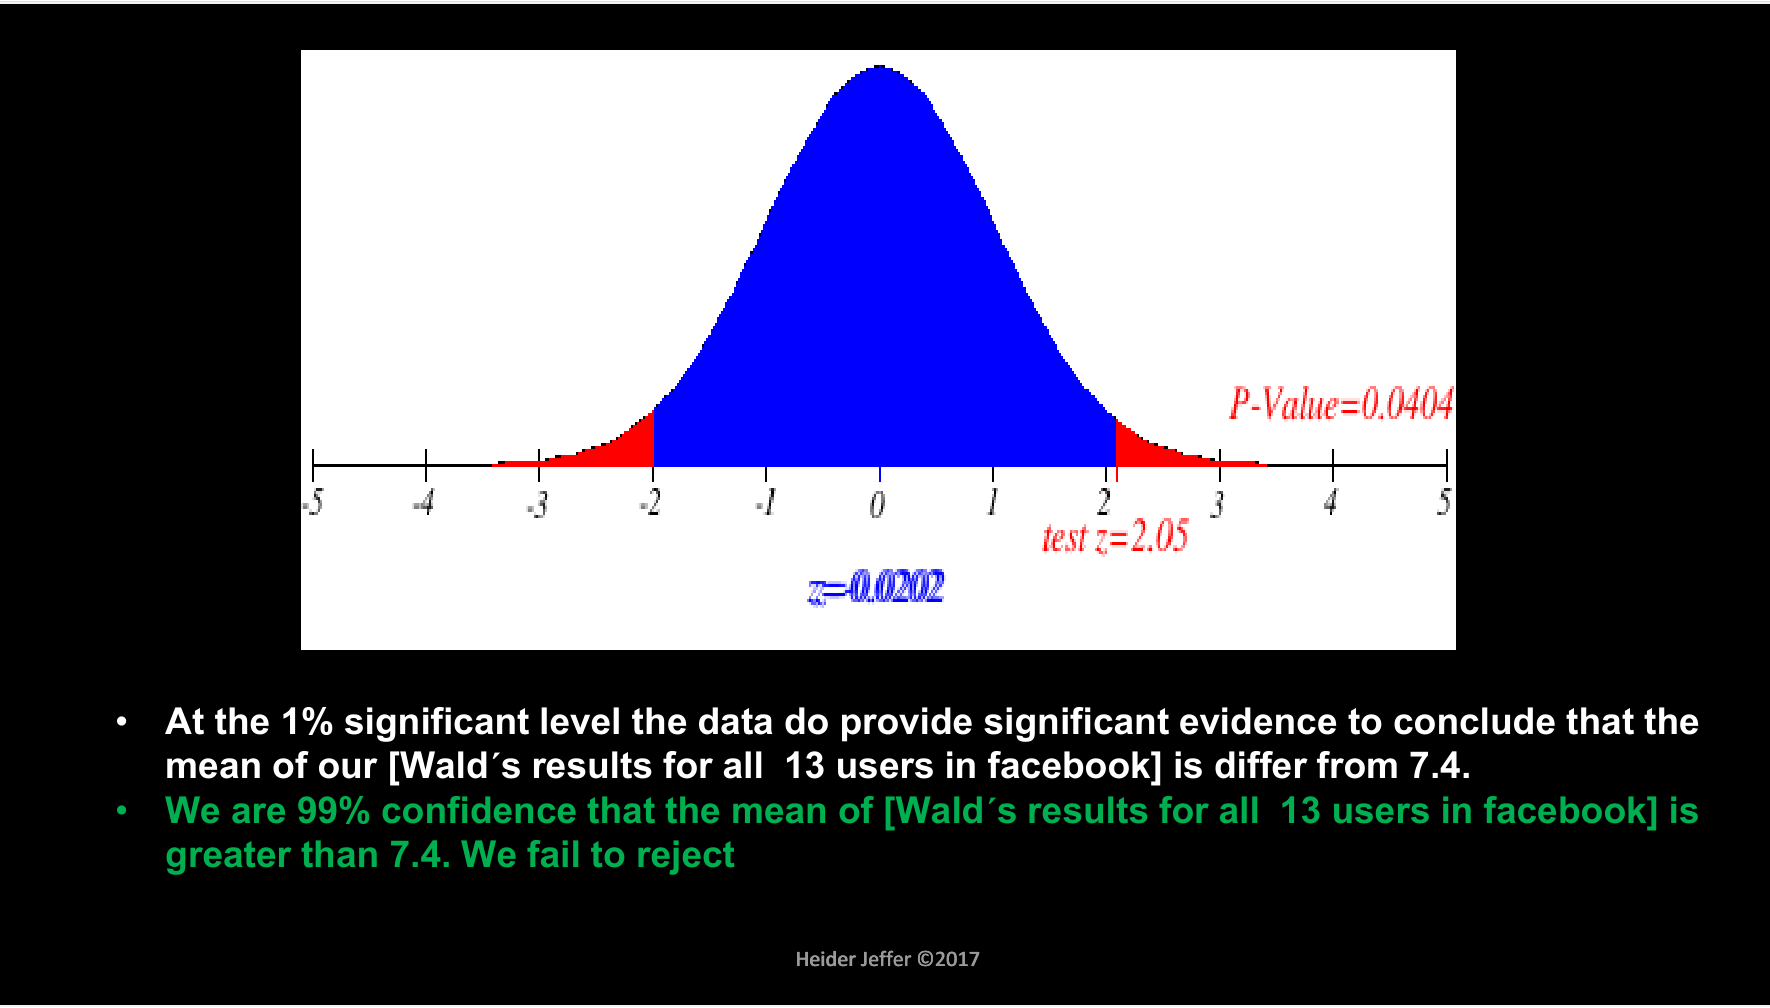 P-Value=0.0404
-5 -4 -3 -2 -1 0 1 2 3 4 5
test z=2.05
z=-0.0202
• At the 1% significant level the data do provide significant evidence to conclude that the
mean of our [Wald´s results for all  13 users in facebook] is differ from 7.4.
• We are 99% confidence that the mean of [Wald´s results for all  13 users in facebook] is
greater than 7.4. We fail to reject
Heider Jeffer ©2017